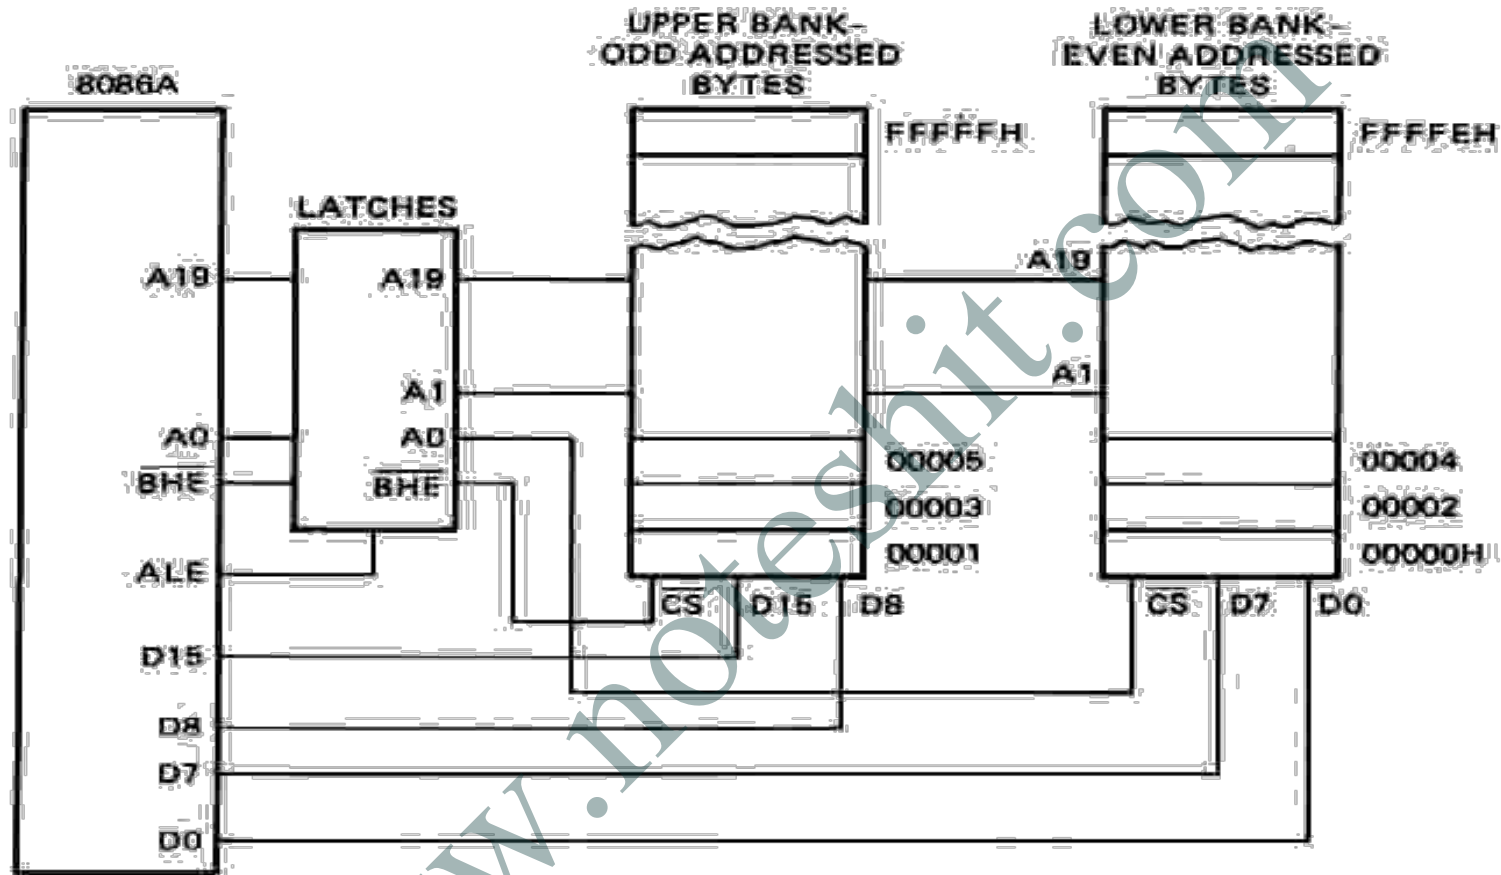 UPPER BANK–
ODD ADDRESSED
BYTES
LOWER BANK–
EVEN ADDRESSED
BYTES
8086A
FFFFFH
FFFFEH
LATCHES
A19
A19
A19
A1
A1
A0
A0
BHE
BHE
00005
00004
00003
00002
00001
00000H
ALE
CS
D15
D8
CS
D7
D0
D15
D8
D7
D0
w.noteshit.com